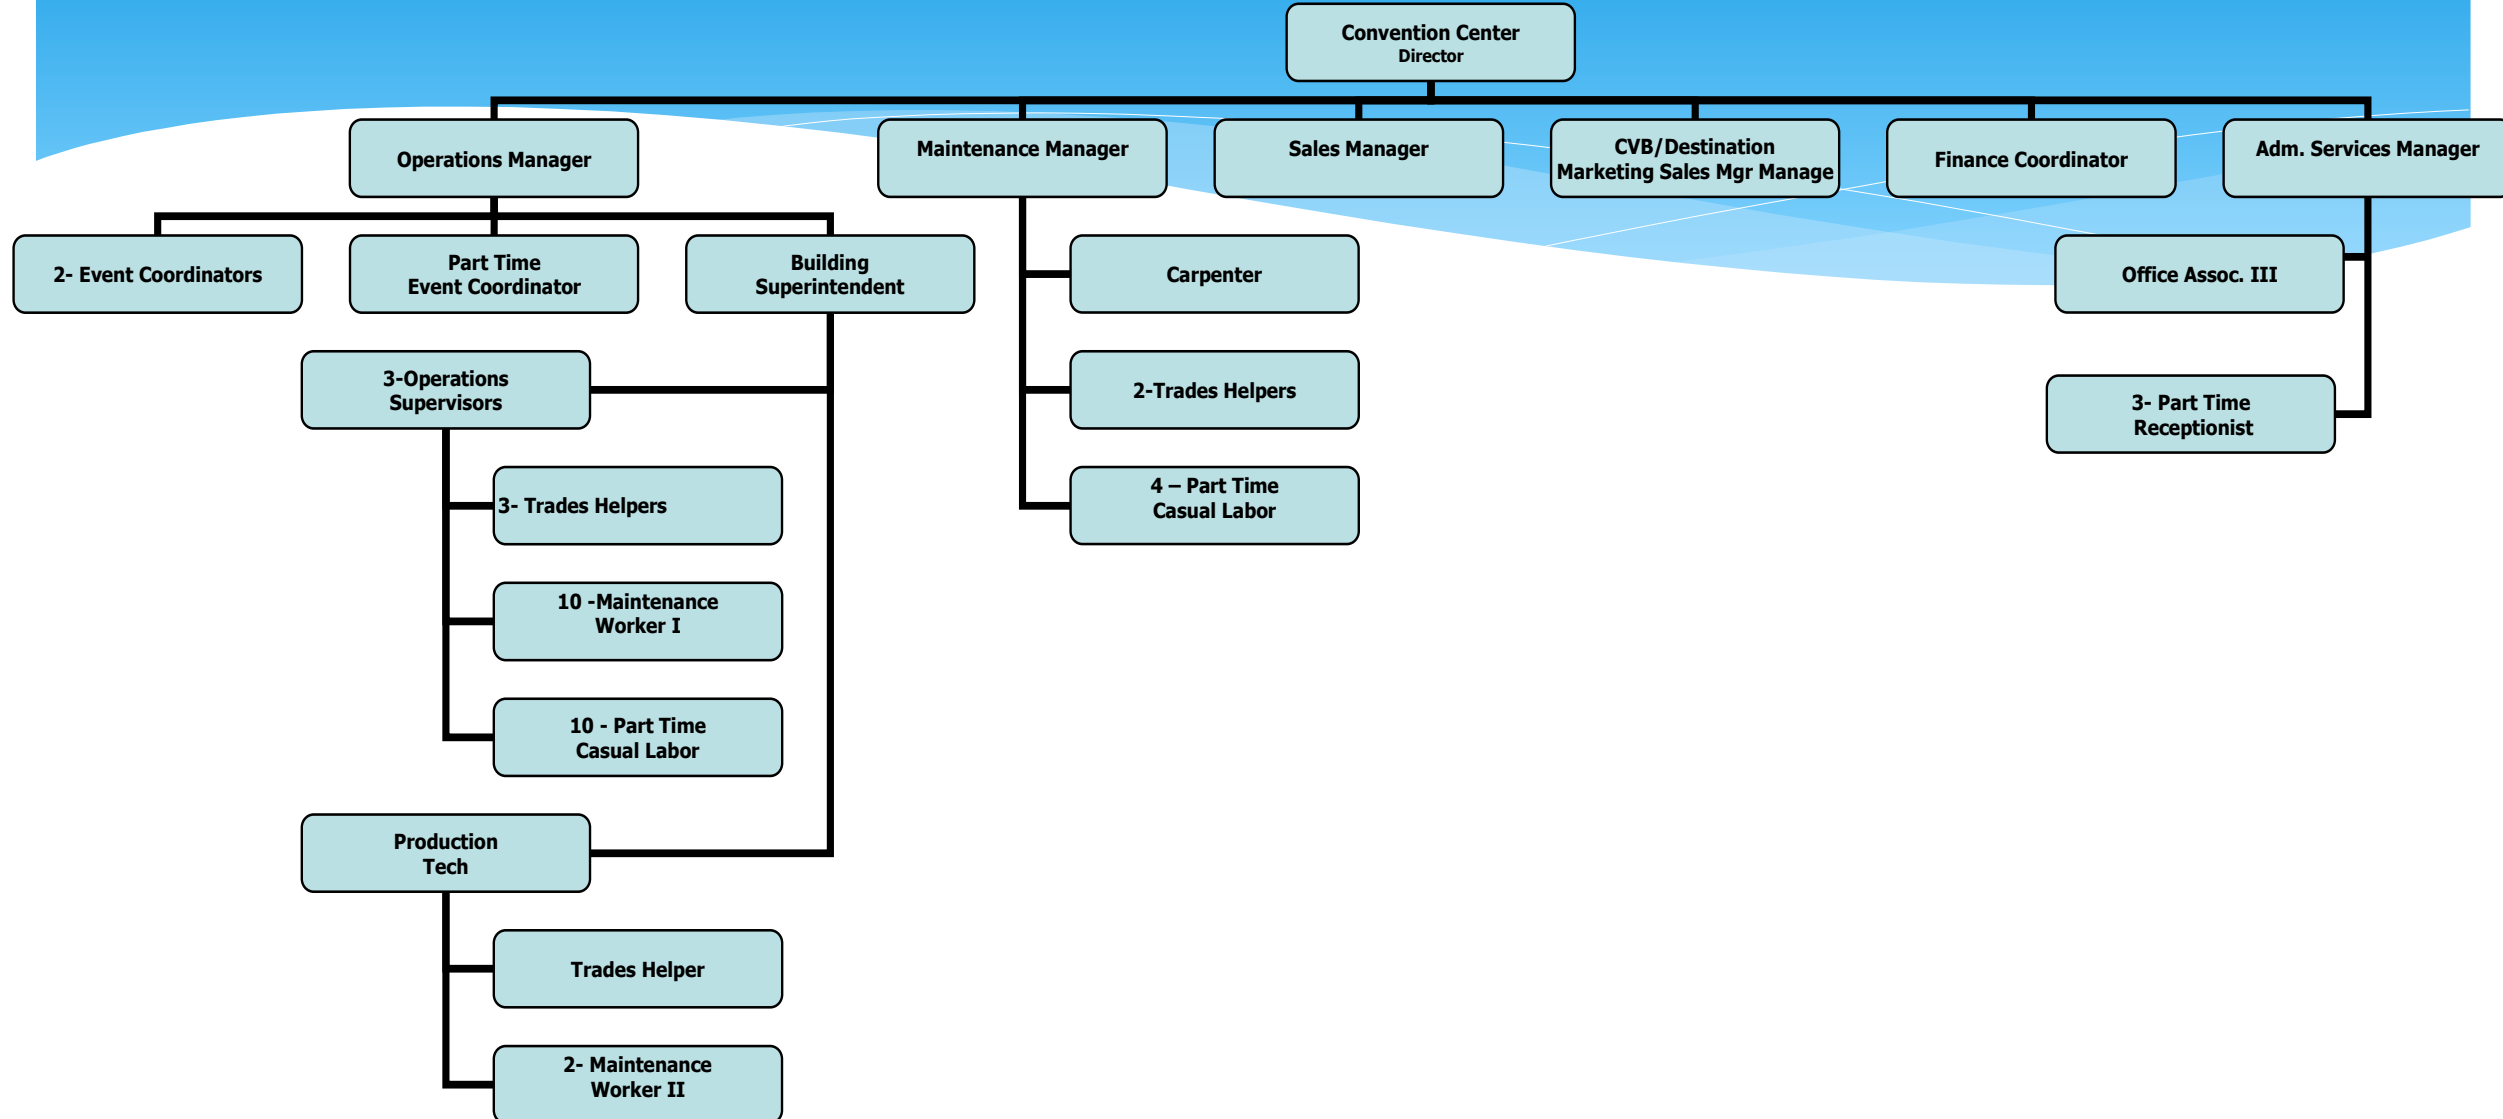 Convention Center
Director
Operations Manager
Maintenance Manager
Sales Manager
CVB/Destination
Marketing Sales Mgr Manage
Finance Coordinator
Adm. Services Manager
2- Event Coordinators
Part Time
Event Coordinator
Building
Superintendent
Carpenter
Office Assoc. III
3-Operations
Supervisors
2-Trades Helpers
3- Part Time
Receptionist
3- Trades Helpers
4 – Part Time
Casual Labor
10 -Maintenance
Worker I
10 - Part Time
Casual Labor
Production
Tech
Trades Helper
2- Maintenance
Worker II